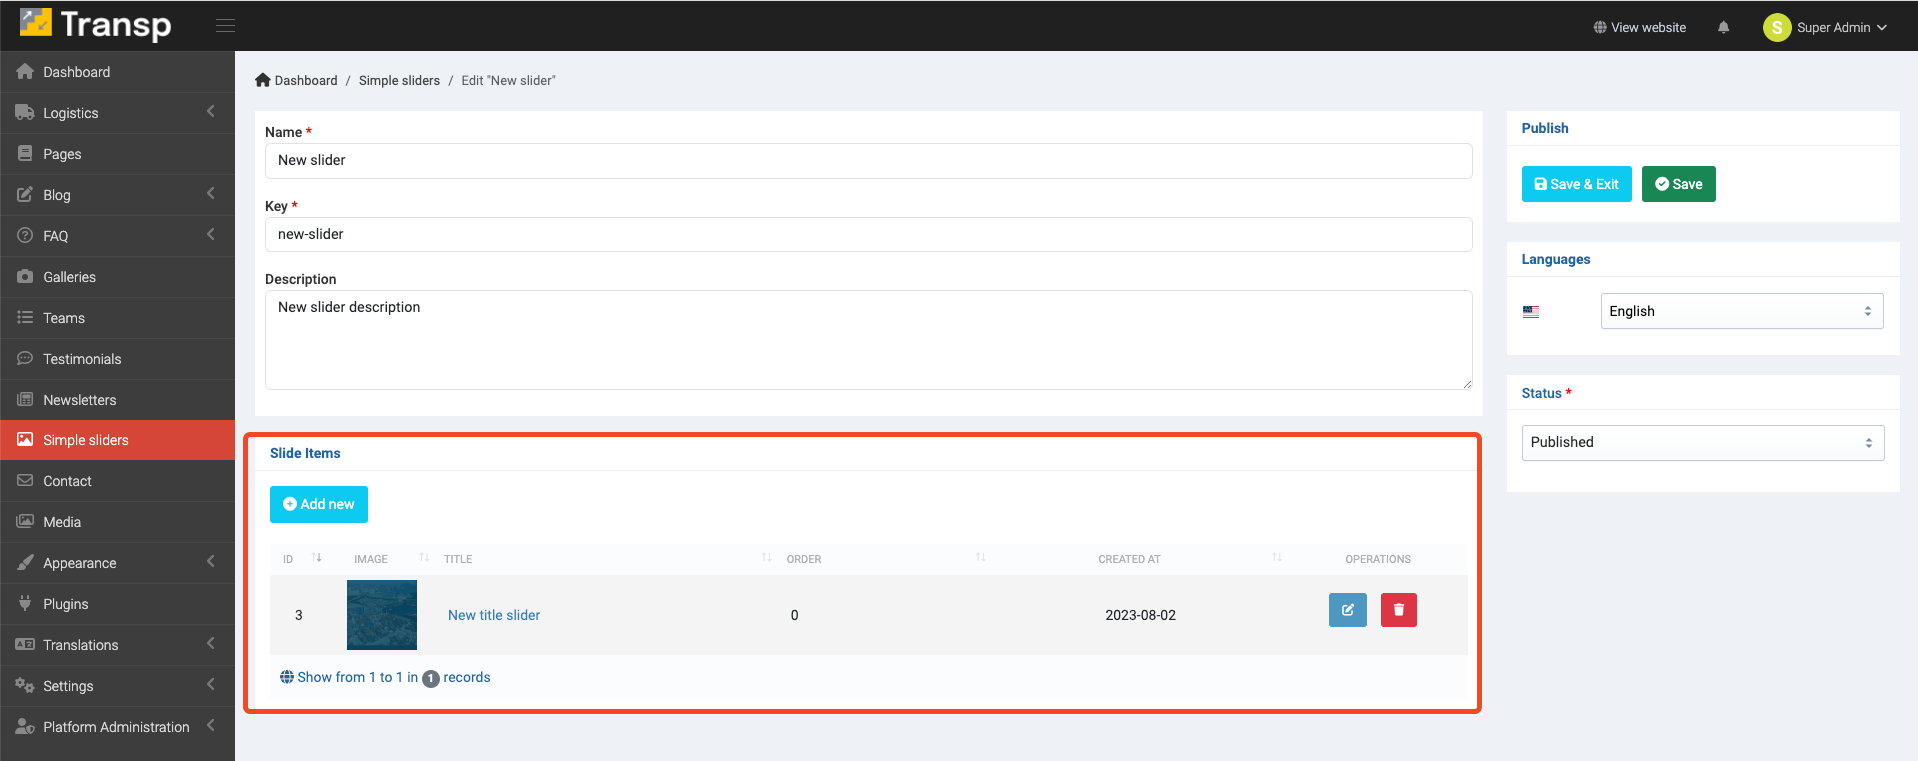 Transp
View website
S Super Admin
Dashboard
Logistics
Pages
Blog
FAQ
Galleries
Teams
Testimonials
Newsletters
Simple sliders
Contact
Media
Appearance
Plugins
Translations
Settings
Platform Administration
Dashboard / Simple sliders / Edit "New slider"
Name *
New slider
Key *
new-slider
Description
New slider description
Slide Items
Add new
ID IMAGE TITLE ORDER CREATED AT OPERATIONS
3 New title slider 0 2023-08-02
Show from 1 to 1 in 1 records
Publish
Save & Exit Save
Languages
English
Status *
Published